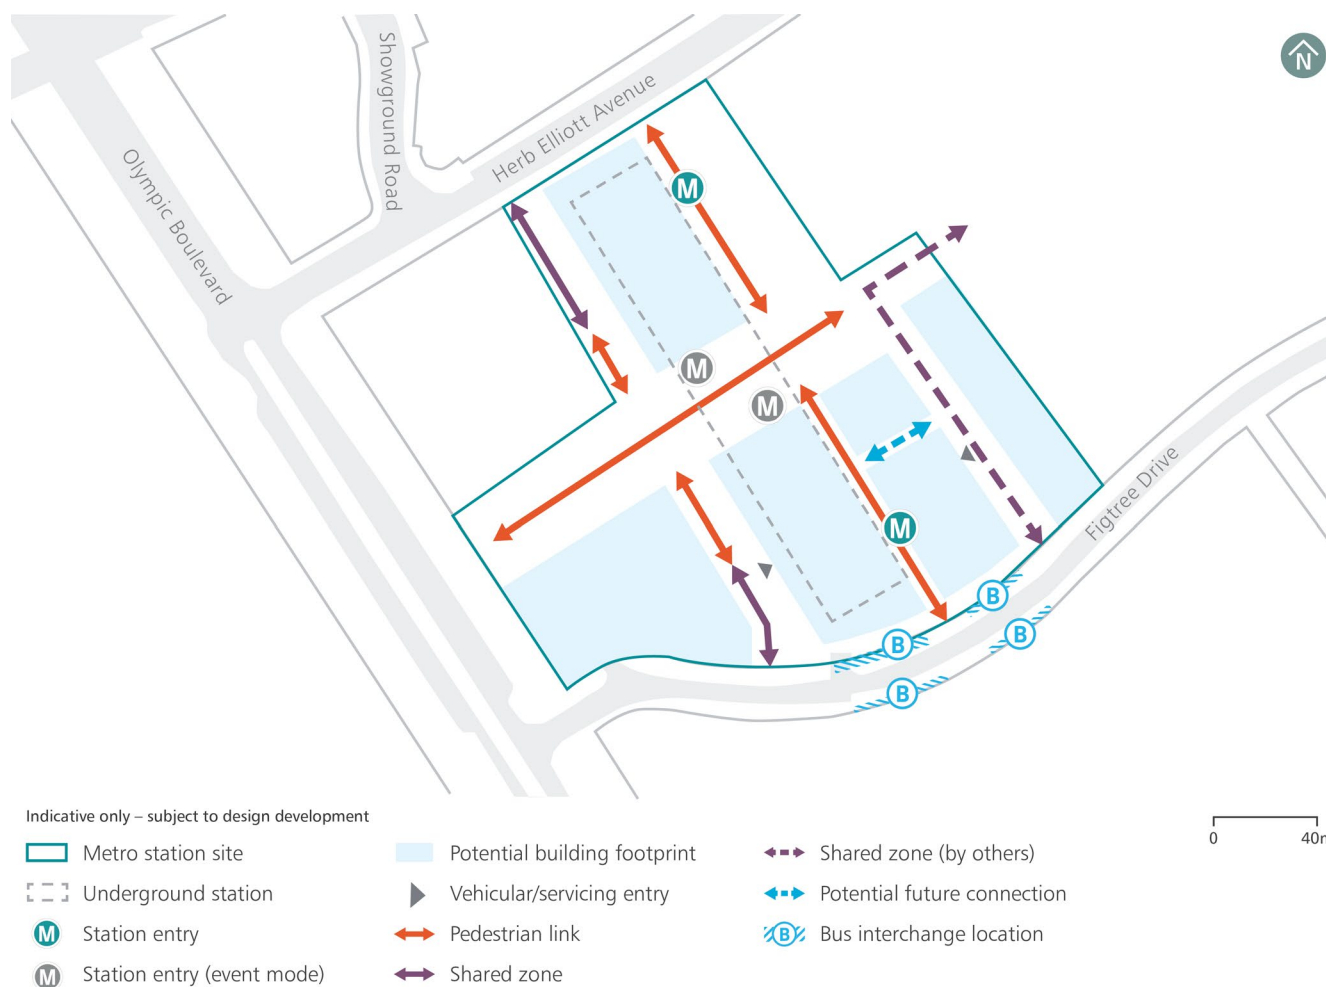 N
Showground Road
Herb Elliott Avenue
Olympic Boulevard
M
M
M
M
Figtree Drive
B
B
B
B
Indicative only – subject to design development
0
40m
Metro station site
Potential building footprint
Shared zone (by others)
Underground station
Vehicular/servicing entry
Potential future connection
M
Station entry
Pedestrian link
B
Bus interchange location
M
Station entry (event mode)
Shared zone